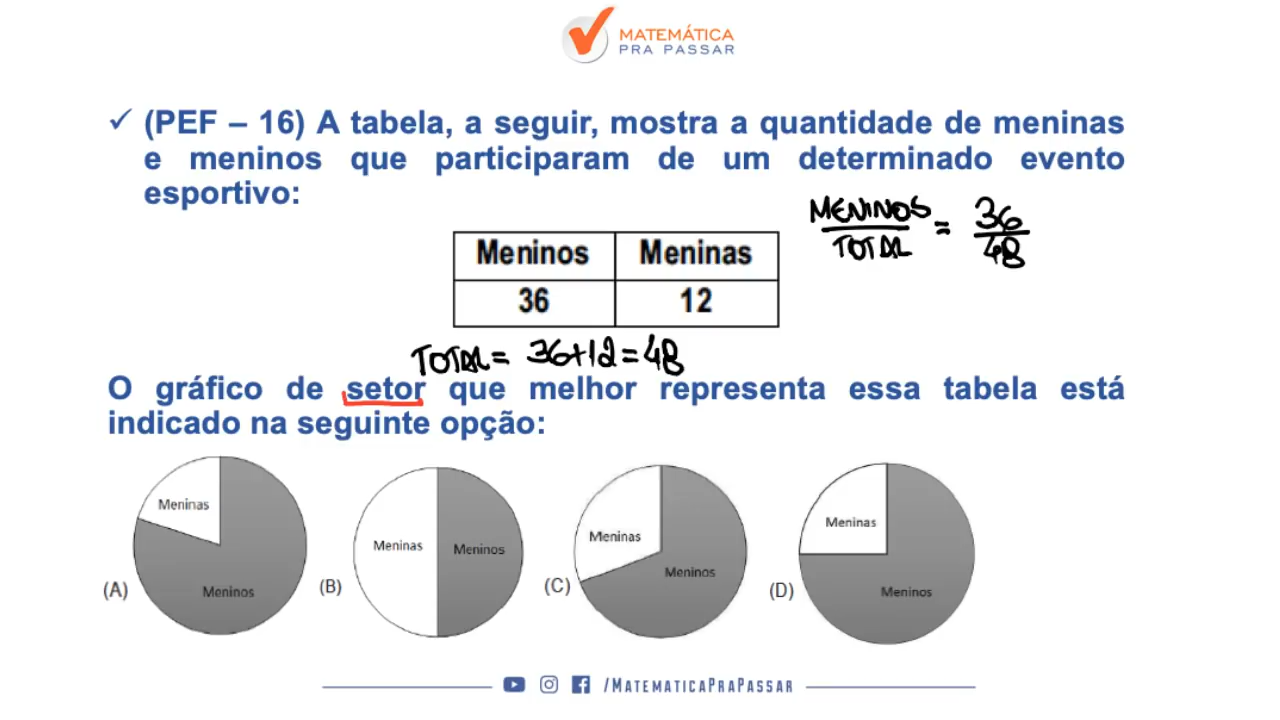 MATEMÁTICA
PRA PASSAR
✓ (PEF – 16) A tabela, a seguir, mostra a quantidade de meninas
e meninos que participaram de um determinado evento
esportivo:
MENINOS
TOTAL
=
36
48
Meninos Meninas
36 12
TOTAL = 36+12=48
O gráfico de setor que melhor representa essa tabela está
indicado na seguinte opção:
(A) Meninas Meninos
(B) Meninas Meninos
(C) Meninas Meninos
(D) Meninas Meninos
/MATEMATICAPRAPASSAR